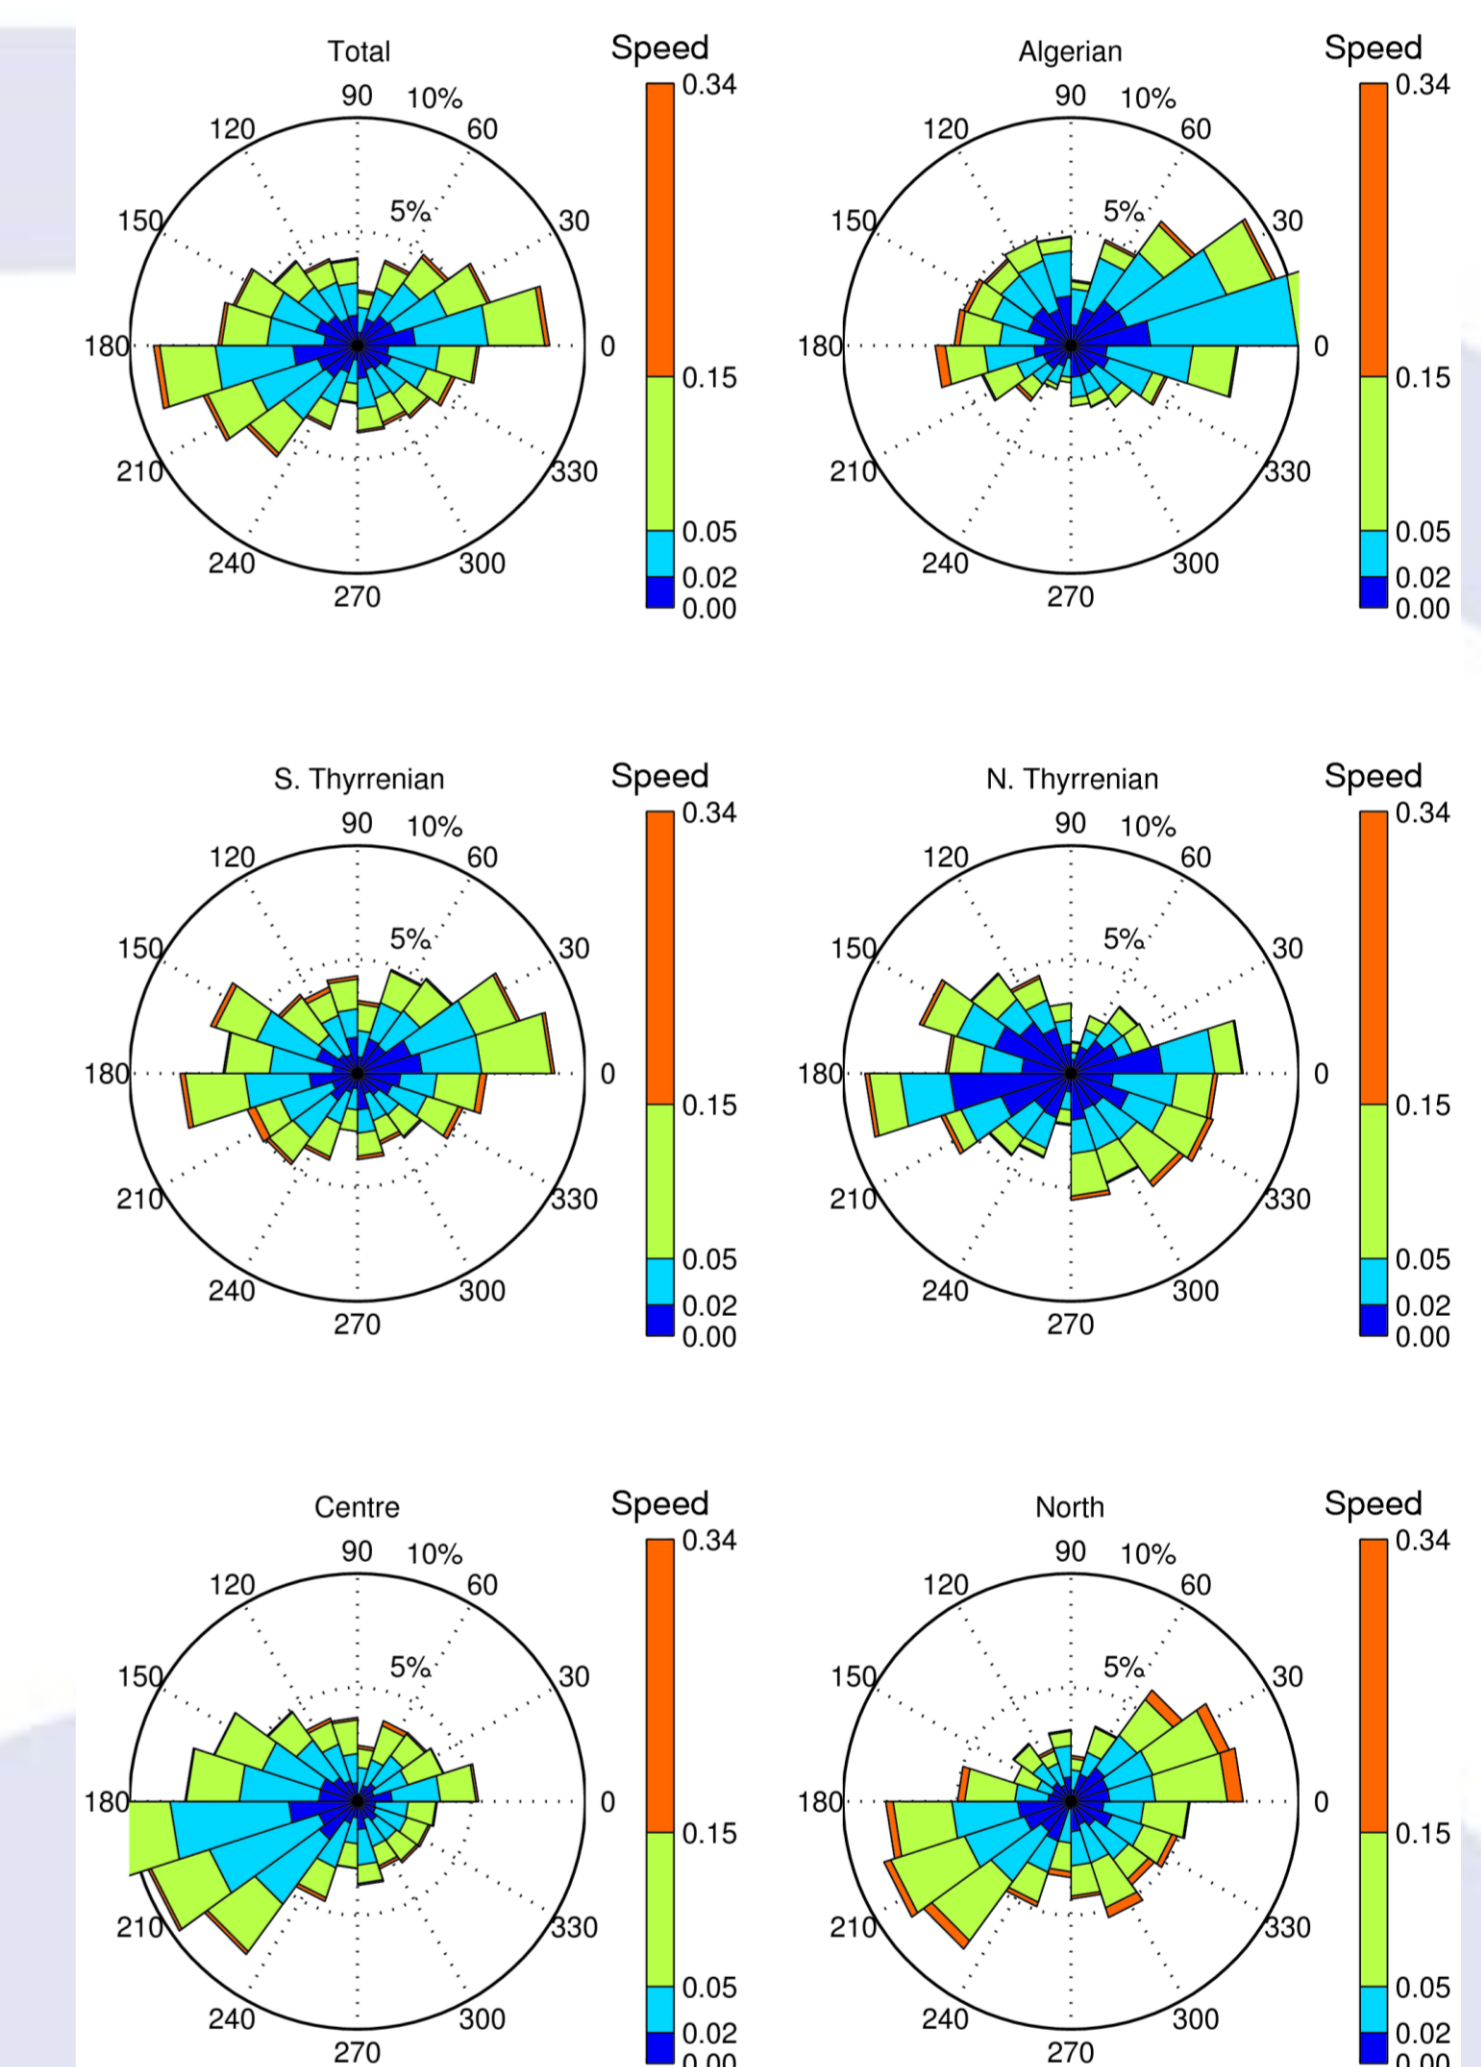 Total Speed Algerian Speed
0.34 0.34
90 10% 90 10%
120 60 120 60
150 5% 30 150 5% 30
180 0 180 0
0.15 0.15
210 330 210 330
0.05 0.05
240 300 240 300
0.02 0.02
270 0.00 270 0.00
S. Thyrrenian Speed N. Thyrrenian Speed
0.34 0.34
90 10% 90 10%
120 60 120 60
150 5% 30 150 5% 30
180 0 180 0
0.15 0.15
210 330 210 330
0.05 0.05
240 300 240 300
0.02 0.02
270 0.00 270 0.00
Centre Speed North Speed
0.34 0.34
90 10% 90 10%
120 60 120 60
150 5% 30 150 5% 30
180 0 180 0
0.15 0.15
210 330 210 330
0.05 0.05
240 300 240 300
0.02 0.02
270 0.00 270 0.00